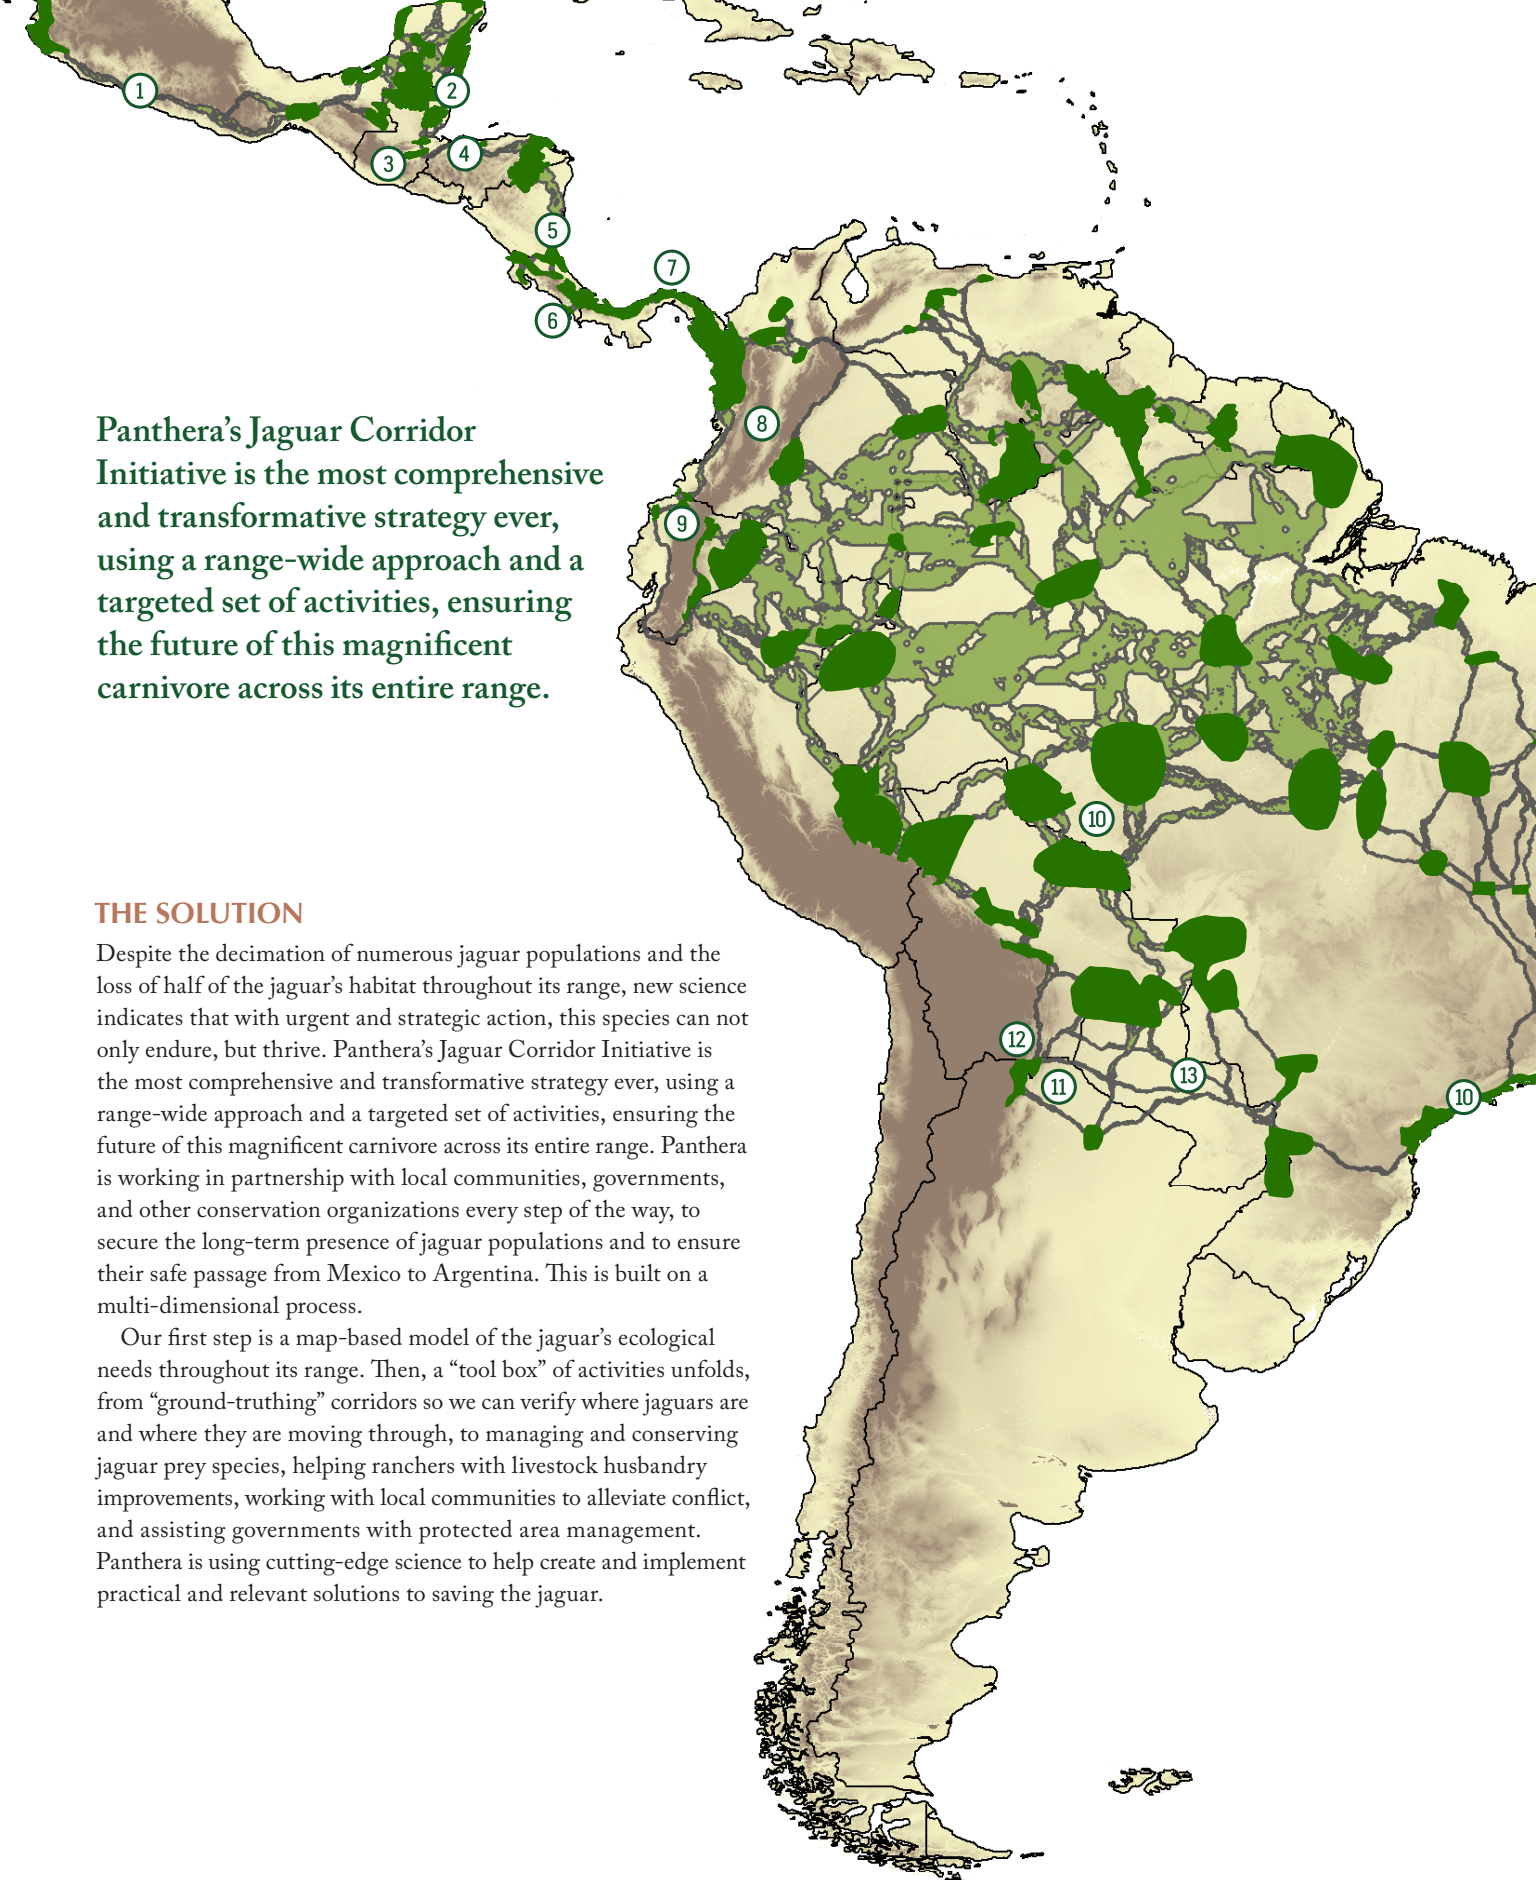 1
2
3
4
5
7
6
Panthera’s Jaguar Corridor
Initiative is the most comprehensive
and transformative strategy ever,
using a range-wide approach and a
targeted set of activities, ensuring
the future of this magnificent
carnivore across its entire range.
8
9
10
THE SOLUTION
Despite the decimation of numerous jaguar populations and the
loss of half of the jaguar’s habitat throughout its range, new science
indicates that with urgent and strategic action, this species can not
only endure, but thrive. Panthera’s Jaguar Corridor Initiative is
the most comprehensive and transformative strategy ever, using a
range-wide approach and a targeted set of activities, ensuring the
future of this magnificent carnivore across its entire range. Panthera
is working in partnership with local communities, governments,
and other conservation organizations every step of the way, to
secure the long-term presence of jaguar populations and to ensure
their safe passage from Mexico to Argentina. This is built on a
multi-dimensional process.
Our first step is a map-based model of the jaguar’s ecological
needs throughout its range. Then, a “tool box” of activities unfolds,
from “ground-truthing” corridors so we can verify where jaguars are
and where they are moving through, to managing and conserving
jaguar prey species, helping ranchers with livestock husbandry
improvements, working with local communities to alleviate conflict,
and assisting governments with protected area management.
Panthera is using cutting-edge science to help create and implement
practical and relevant solutions to saving the jaguar.
12
11
13
10